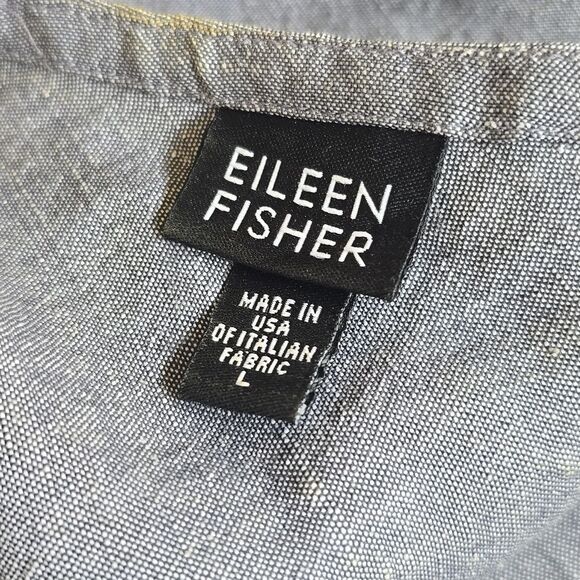 EILEEN
FISHER
MADE IN
USA
OF ITALIAN
FABRIC
L